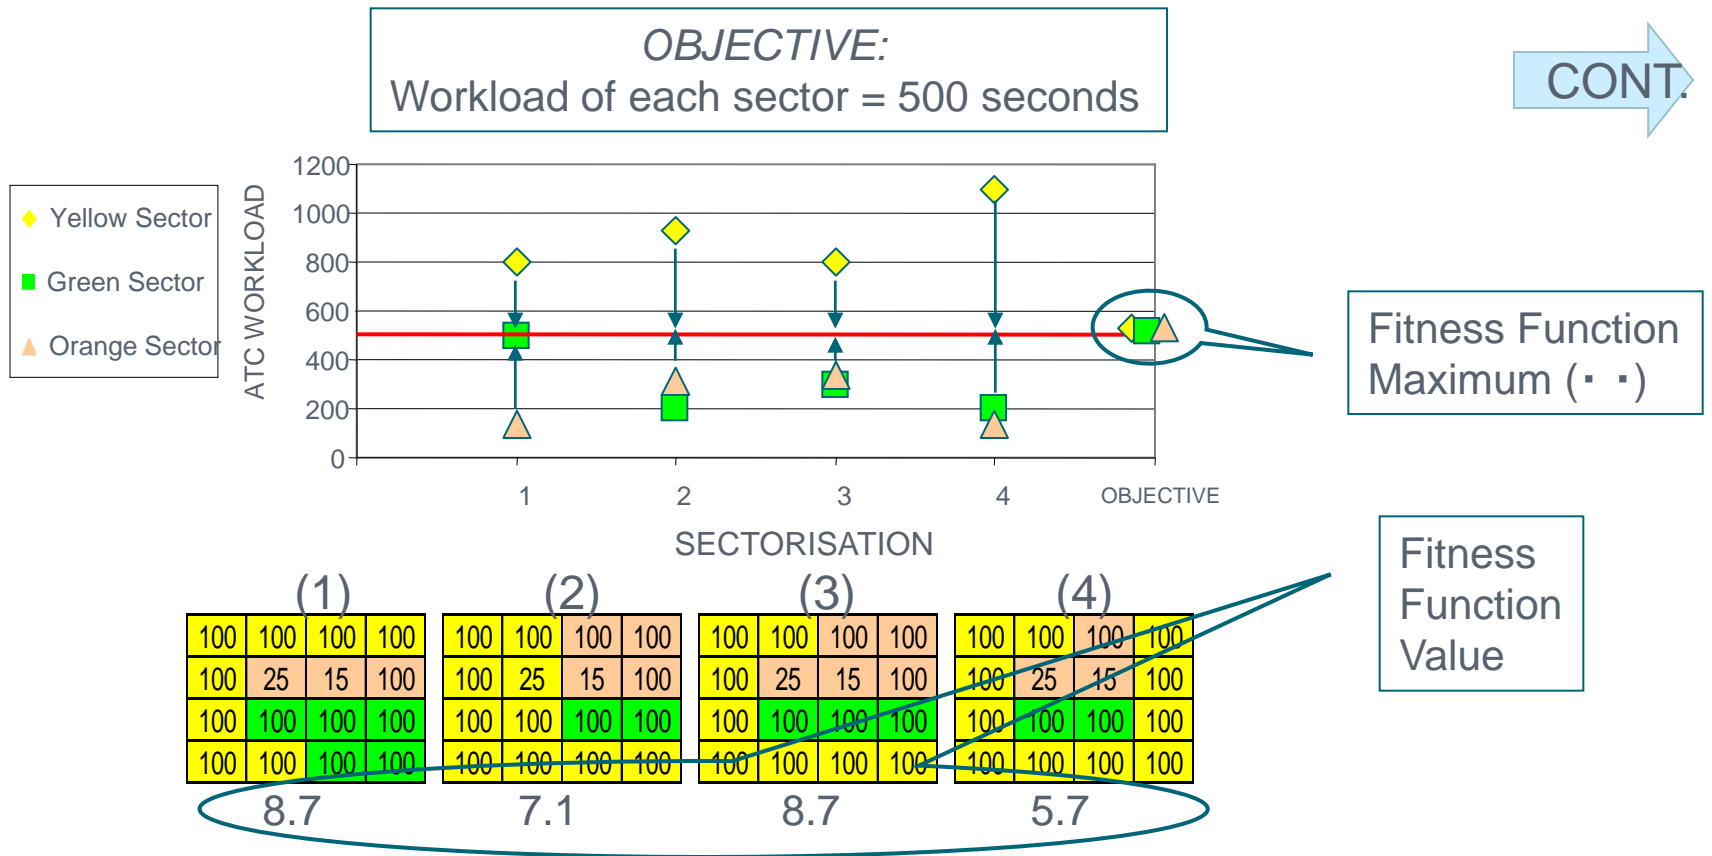 OBJECTIVE:
Workload of each sector = 500 seconds
CONT.
Yellow Sector
Green Sector
Orange Sector
ATC WORKLOAD
1200
1000
800
600
400
200
0
1 2 3 4 OBJECTIVE
SECTORISATION
Fitness Function
Maximum (· ·)
Fitness
Function
Value
(1) (2) (3) (4)
100 100 100 100 100 100 100 100 100 100 100 100 100 100 100 100
100 25 15 100 100 25 15 100 100 25 15 100 100 25 15 100
100 100 100 100 100 100 100 100 100 100 100 100 100 100 100 100
100 100 100 100 100 100 100 100 100 100 100 100 100 100 100 100
8.7 7.1 8.7 5.7